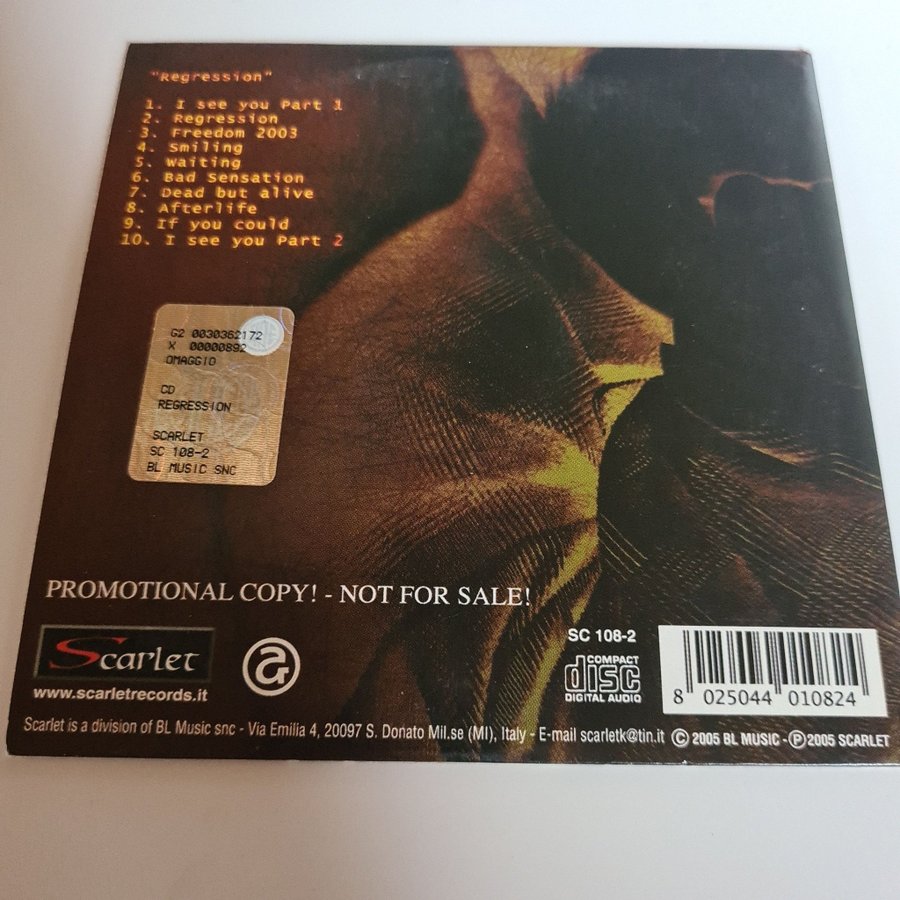 "Regression"
1. I see you Part 1
2. Regression
3. Freedom 2003
4. Smiling
5. Waiting
6. Bad Sensation
7. Dead but alive
8. Afterlife
9. If you could
10. I see you Part 2
G2 0030362172
X 00000892
OMAGGIO
CD
REGRESSION
SCARLET
SC 108-2
BL MUSIC SNC
PROMOTIONAL COPY! - NOT FOR SALE!
Scarlet
www.scarletrecords.it
SC 108-2
COMPACT
disc
DIGITAL AUDIO
8 025044 010824
Scarlet is a division of BL Music snc - Via Emilia 4, 20097 S. Donato Mil.se (MI), Italy - E-mail scarletk@tin.it © 2005 BL MUSIC - ℗ 2005 SCARLET